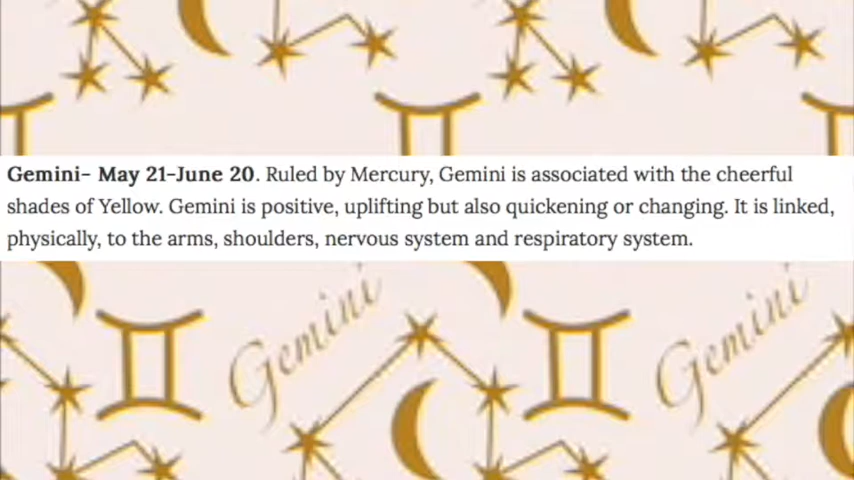 Gemini– May 21–June 20. Ruled by Mercury, Gemini is associated with the cheerful
shades of Yellow. Gemini is positive, uplifting but also quickening or changing. It is linked,
physically, to the arms, shoulders, nervous system and respiratory system.
Gemini
Gemini